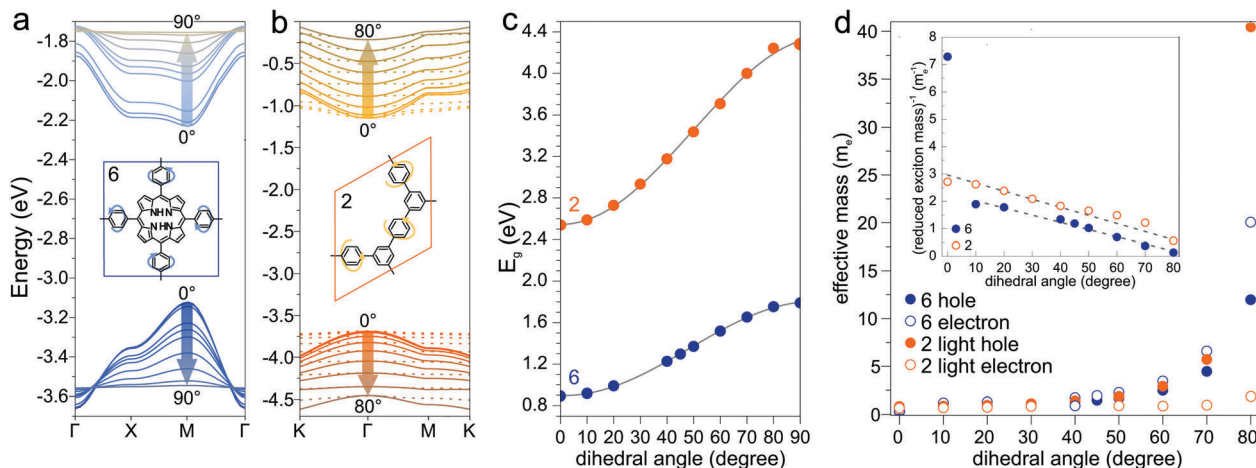 a
Energy (eV)
-1.8
-2.0
-2.2
-2.4
-2.6
-2.8
-3.0
-3.2
-3.4
-3.6
90°
0°
6
NH
N
N
HN
0°
90°
Γ X M Γ
b
-0.5
-1.0
-1.5
-2.0
-2.5
-3.0
-3.5
-4.0
-4.5
80°
0°
2
0°
80°
K Γ M K
c
E_g (eV)
4.4
4.0
3.6
3.2
2.8
2.4
2.0
1.6
1.2
0.8
2
6
0 10 20 30 40 50 60 70 80 90
dihedral angle (degree)
d
effective mass (m_e)
40
35
30
25
20
15
10
5
0
(reduced exciton mass)⁻¹ (m_e⁻¹)
8
7
6
5
4
3
2
1
0
6
2
0 10 20 30 40 50 60 70 80
dihedral angle (degree)
6 hole
6 electron
2 light hole
2 light electron
0 10 20 30 40 50 60 70 80
dihedral angle (degree)